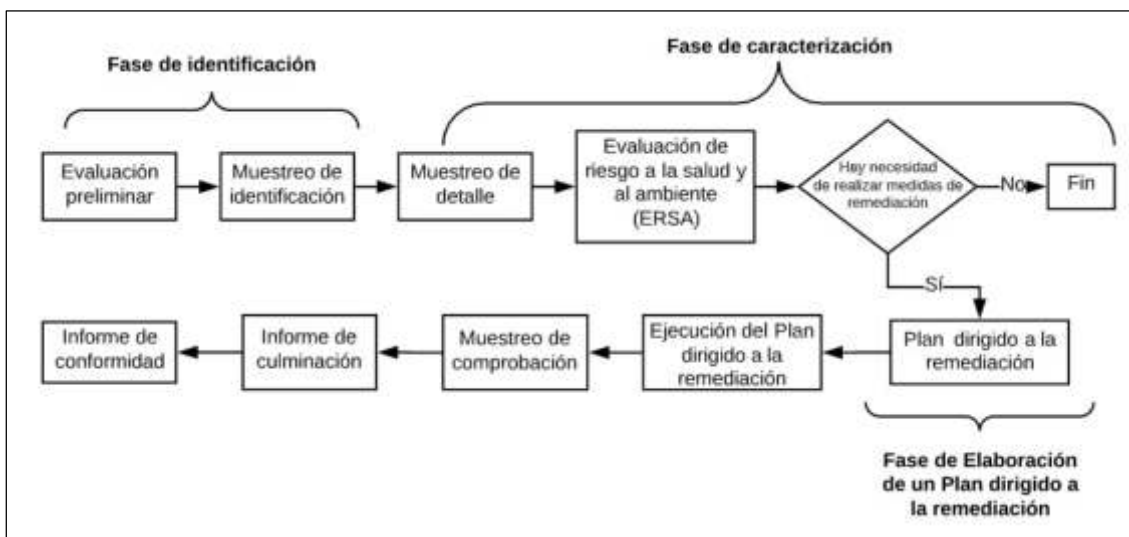 Fase de identificación
Fase de caracterización
Evaluación
preliminar
Muestreo de
identificación
Muestreo de
detalle
Evaluación de
riesgo a la salud y
al ambiente
(ERSA)
Hay necesidad
de realizar medidas de
remediación
No
Fin
Sí
Informe de
conformidad
Informe de
culminación
Muestreo de
comprobación
Ejecución del Plan
dirigido a la
remediación
Plan dirigido a la
remediación
Fase de Elaboración
de un Plan dirigido a
la remediación